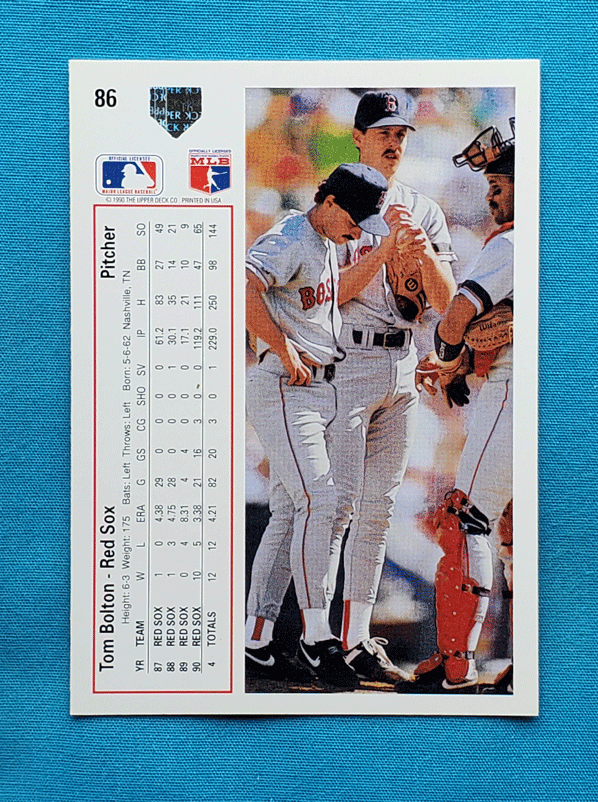 86
UPPER DECK
OFFICIAL LICENSEE
MAJOR LEAGUE BASEBALL
OFFICIALLY LICENSED
MLB
© 1990 THE UPPER DECK CO. PRINTED IN USA
Tom Bolton - Red Sox Pitcher
Height: 6-3 Weight: 175 Bats: Left Throws: Left Born: 5-6-62 Nashville, TN
YR TEAM W L ERA G GS CG SHO SV IP H BB SO
87 RED SOX 1 0 4.38 29 0 0 0 0 61.2 83 27 49
88 RED SOX 1 3 4.75 28 0 0 0 1 30.1 35 14 21
89 RED SOX 0 4 8.31 4 4 0 0 0 17.1 21 10 9
90 RED SOX 10 5 3.38 21 16 3 0 0 119.2 111 47 65
4 TOTALS 12 12 4.21 82 20 3 0 1 229.0 250 98 144
B
BOS
Wilson